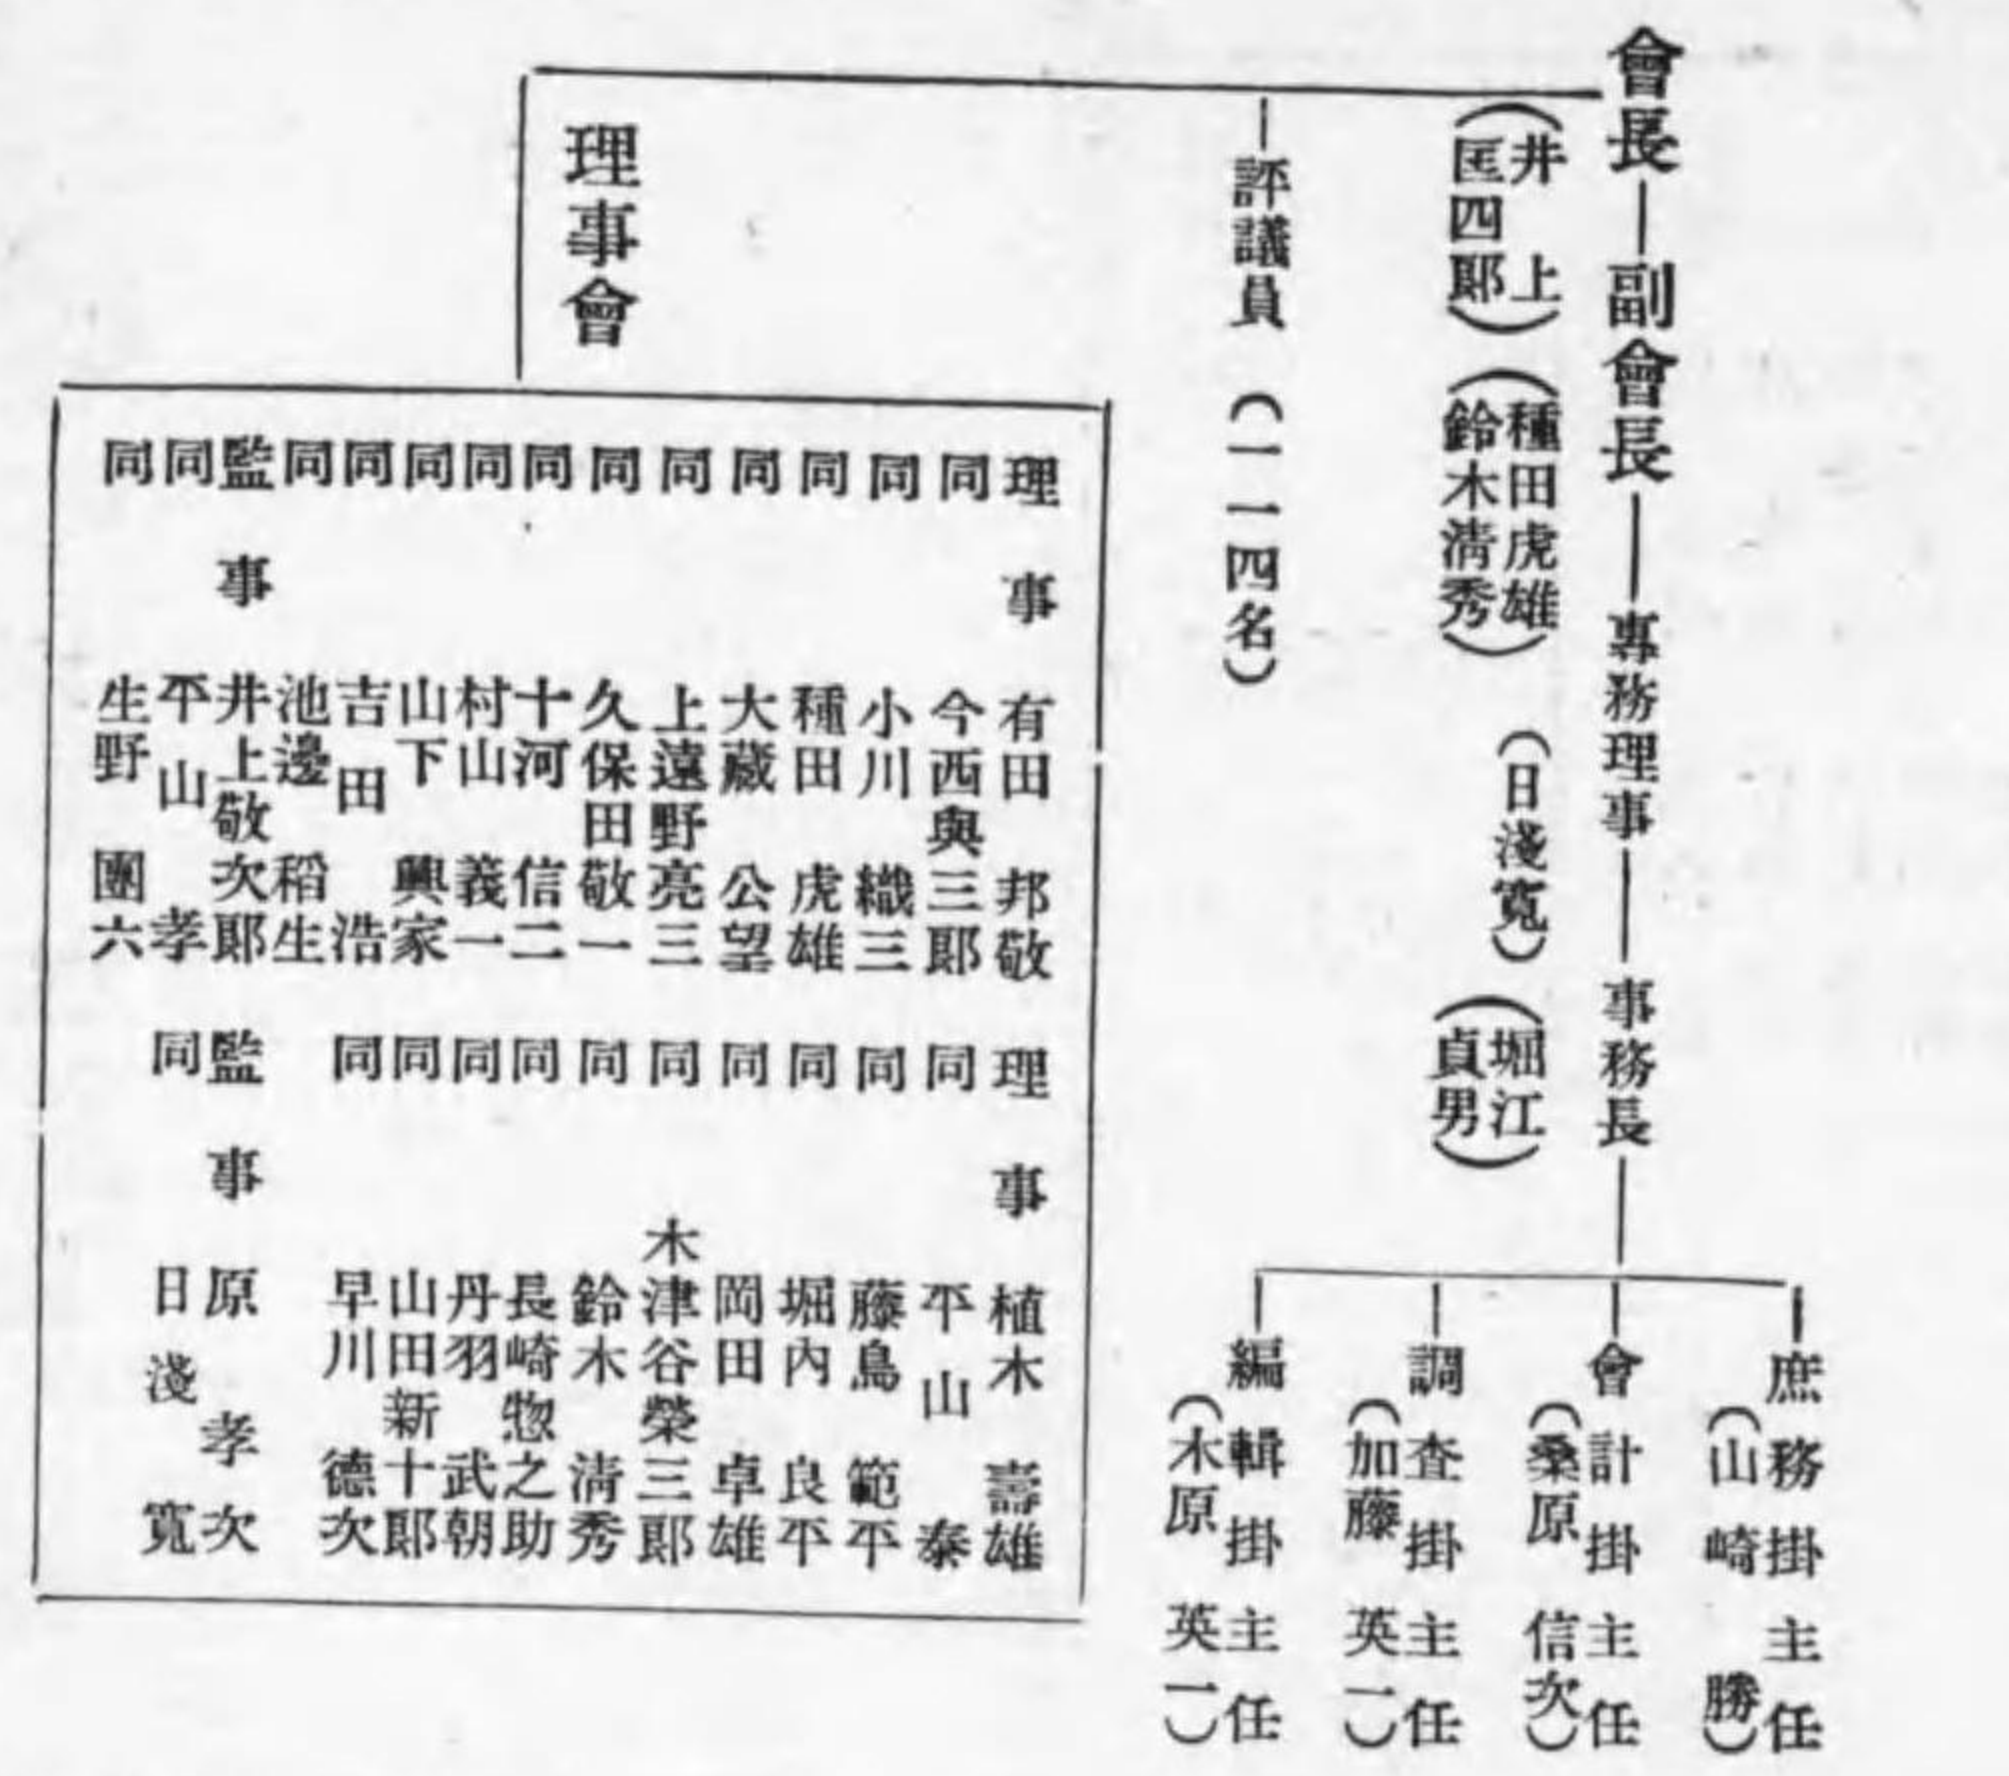 會長
副會長
專務理事
事務長
(井上匡四郞)
(種田虎雄
鈴木淸秀)
(日淺寬)
(堀江貞男)
庶務掛主任
(山崎勝)
會計掛主任
(桑原信次)
調査掛主任
(加藤英一)
編輯掛主任
(木原英一)
評議員(一一四名)
理事會
理事 有田邦敬
同 今西與三郞
同 小川織三
同 種田虎雄
同 大藏公望
同 上遠野亮三
同 久保田敬一
同 十河信二
同 村山義一
同 山下興家
同 吉田浩
同 池邊稻生
監事 井上敬次郞
同 平山孝
同 生野團六
理事 植木壽雄
同 平山泰
同 藤島範平
同 堀內良平
同 岡田卓雄
同 木津谷榮三郞
同 鈴木淸秀
同 長崎惣之助
同 丹羽武朝
同 山田新十郞
同 早川德次
監事 原孝次
同 日淺寬